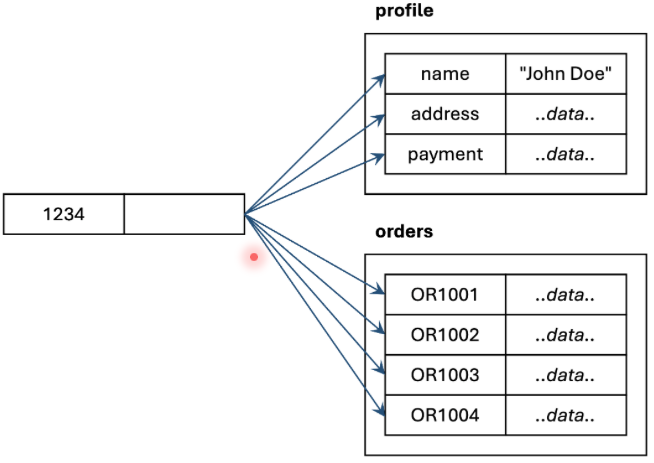 profile
name "John Doe"
address ..data..
payment ..data..
1234
orders
OR1001 ..data..
OR1002 ..data..
OR1003 ..data..
OR1004 ..data..